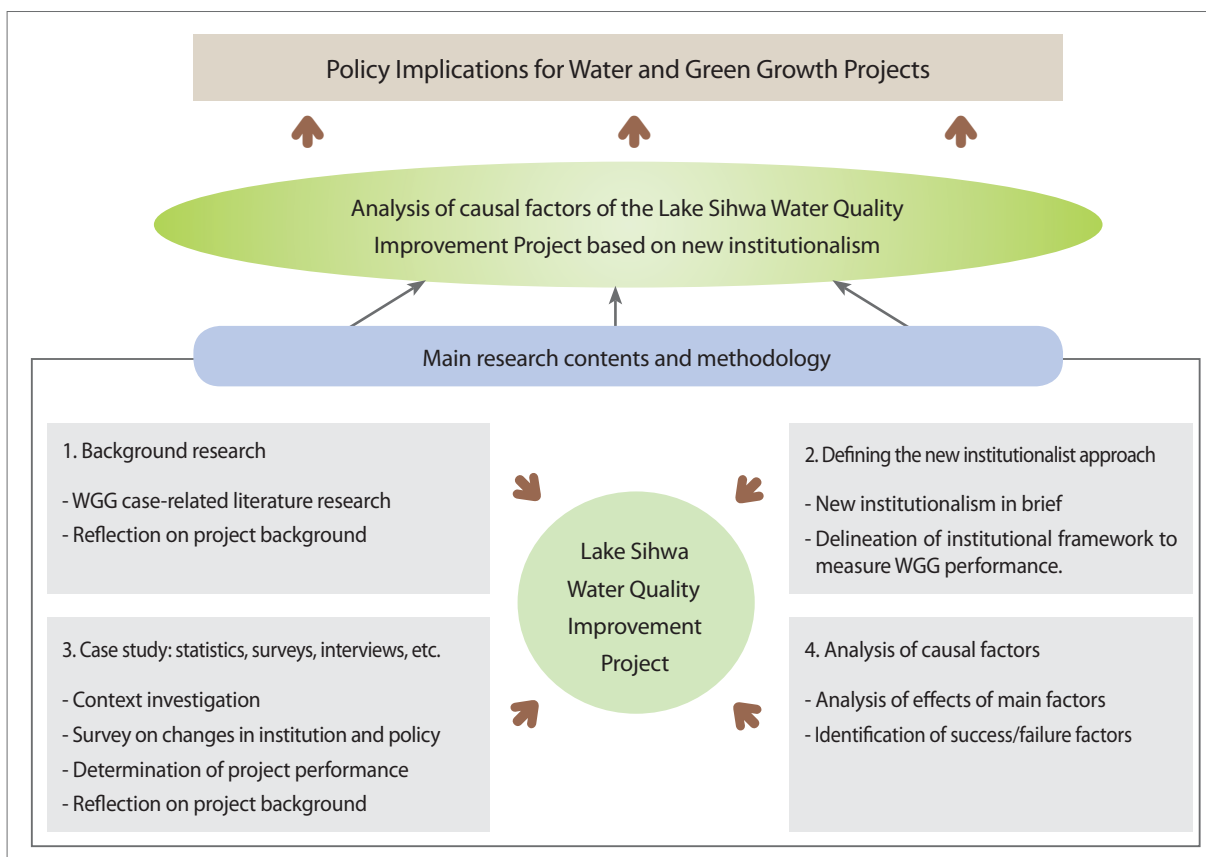 Policy Implications for Water and Green Growth Projects
Analysis of causal factors of the Lake Sihwa Water Quality
Improvement Project based on new institutionalism
Main research contents and methodology
1. Background research
- WGG case-related literature research
- Reflection on project background
2. Defining the new institutionalist approach
- New institutionalism in brief
- Delineation of institutional framework to
measure WGG performance.
Lake Sihwa
Water Quality
Improvement
Project
3. Case study: statistics, surveys, interviews, etc.
- Context investigation
- Survey on changes in institution and policy
- Determination of project performance
- Reflection on project background
4. Analysis of causal factors
- Analysis of effects of main factors
- Identification of success/failure factors